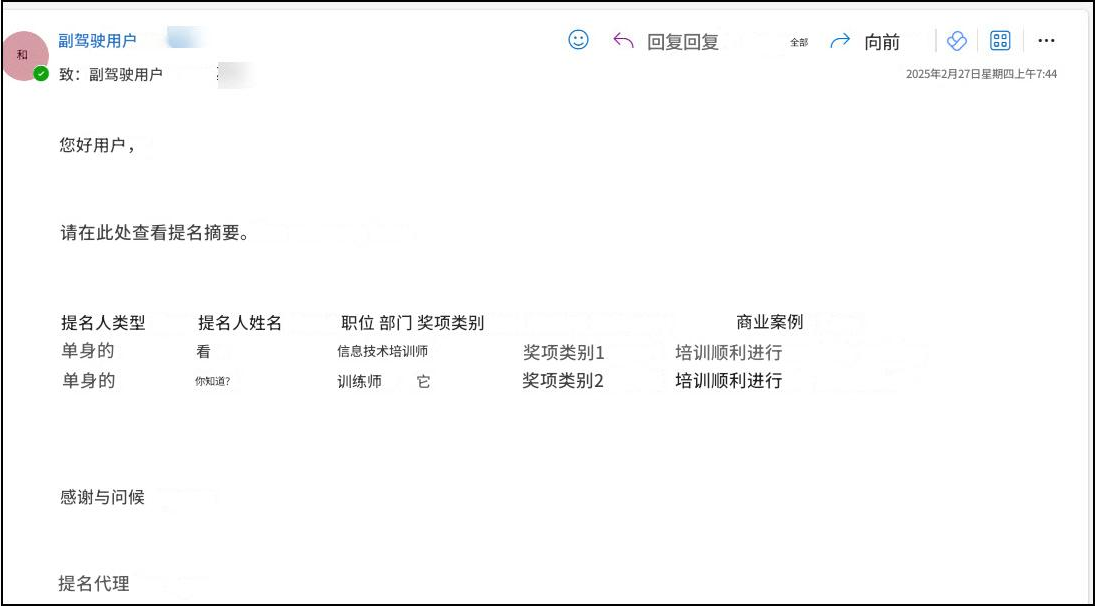 和
副驾驶用户
回复回复 全部 向前
致：副驾驶用户
2025年2月27日星期四上午7:44
您好用户，
请在此处查看提名摘要。
提名人类型 提名人姓名 职位 部门 奖项类别 商业案例
单身的 看 信息技术培训师 奖项类别1 培训顺利进行
单身的 你知道? 训练师 它 奖项类别2 培训顺利进行
感谢与问候
提名代理